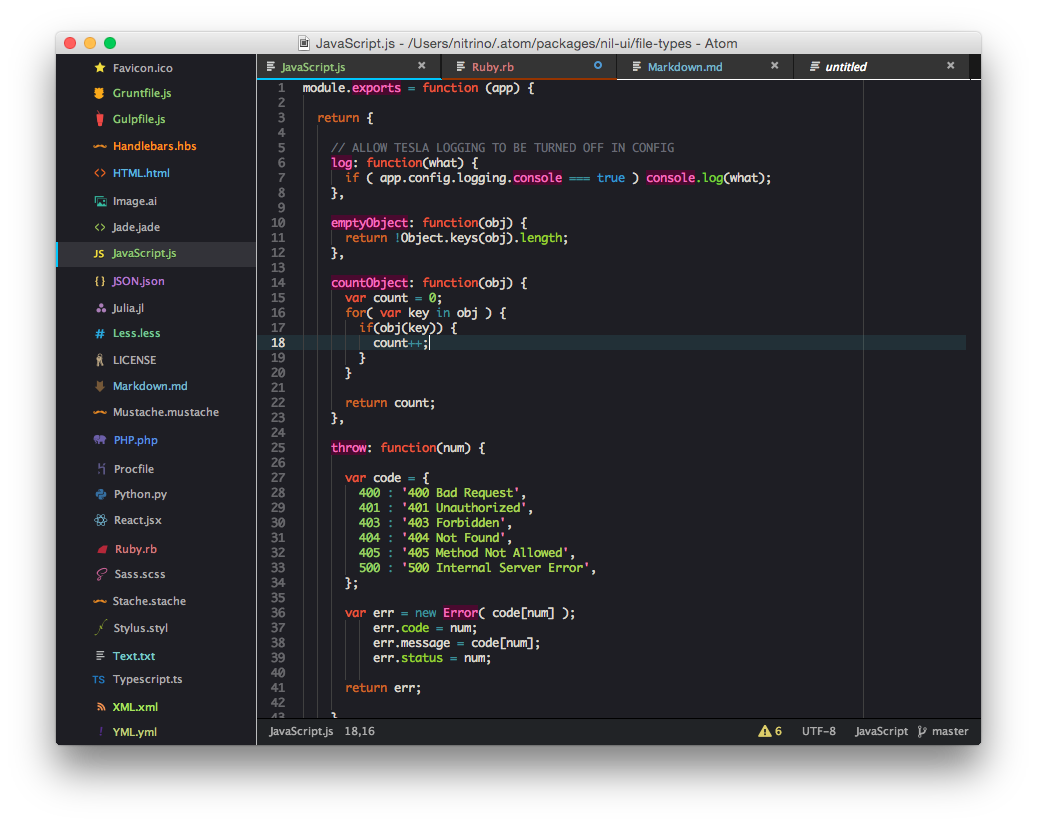 JavaScript.js - /Users/nitrino/.atom/packages/nil-ui/file-types - Atom
Favicon.ico
Gruntfile.js
Gulpfile.js
Handlebars.hbs
<> HTML.html
Image.ai
<> Jade.jade
JS JavaScript.js
{} JSON.json
Julia.jl
# Less.less
LICENSE
Markdown.md
Mustache.mustache
PHP.php
Procfile
Python.py
React.jsx
Ruby.rb
Sass.scss
Stache.stache
Stylus.styl
Text.txt
TS Typescript.ts
XML.xml
! YML.yml
JavaScript.js × Ruby.rb Markdown.md × untitled ×
1 module.exports = function (app) {
2
3 return {
4
5 // ALLOW TESLA LOGGING TO BE TURNED OFF IN CONFIG
6 log: function(what) {
7 if ( app.config.logging.console === true ) console.log(what);
8 },
9
10 emptyObject: function(obj) {
11 return !Object.keys(obj).length;
12 },
13
14 countObject: function(obj) {
15 var count = 0;
16 for( var key in obj ) {
17 if(obj(key)) {
18 count++;
19 }
20 }
21
22 return count;
23 },
24
25 throw: function(num) {
26
27 var code = {
28 400 : '400 Bad Request',
29 401 : '401 Unauthorized',
30 403 : '403 Forbidden',
31 404 : '404 Not Found',
32 405 : '405 Method Not Allowed',
33 500 : '500 Internal Server Error',
34 };
35
36 var err = new Error( code[num] );
37 err.code = num;
38 err.message = code[num];
39 err.status = num;
40
41 return err;
42
43 }
JavaScript.js 18,16 6 UTF-8 JavaScript master